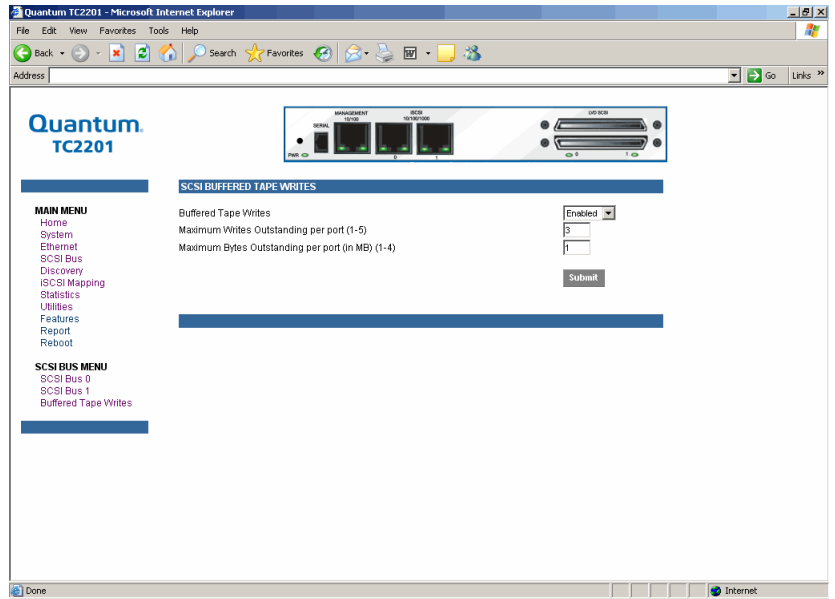 Quantum TC2201 - Microsoft Internet Explorer
File Edit View Favorites Tools Help
Back Search Favorites
Address Go Links »
Quantum.
TC2201
MANAGEMENT
10/100
iSCSI
10/100/1000
SERIAL
LVD SCSI
PWR 0 1 0 1
SCSI BUFFERED TAPE WRITES
MAIN MENU
Home
System
Ethernet
SCSI Bus
Discovery
iSCSI Mapping
Statistics
Utilities
Features
Report
Reboot
SCSI BUS MENU
SCSI Bus 0
SCSI Bus 1
Buffered Tape Writes
Buffered Tape Writes Enabled
Maximum Writes Outstanding per port (1-5) 3
Maximum Bytes Outstanding per port (in MB) (1-4) 1
Submit
Done Internet